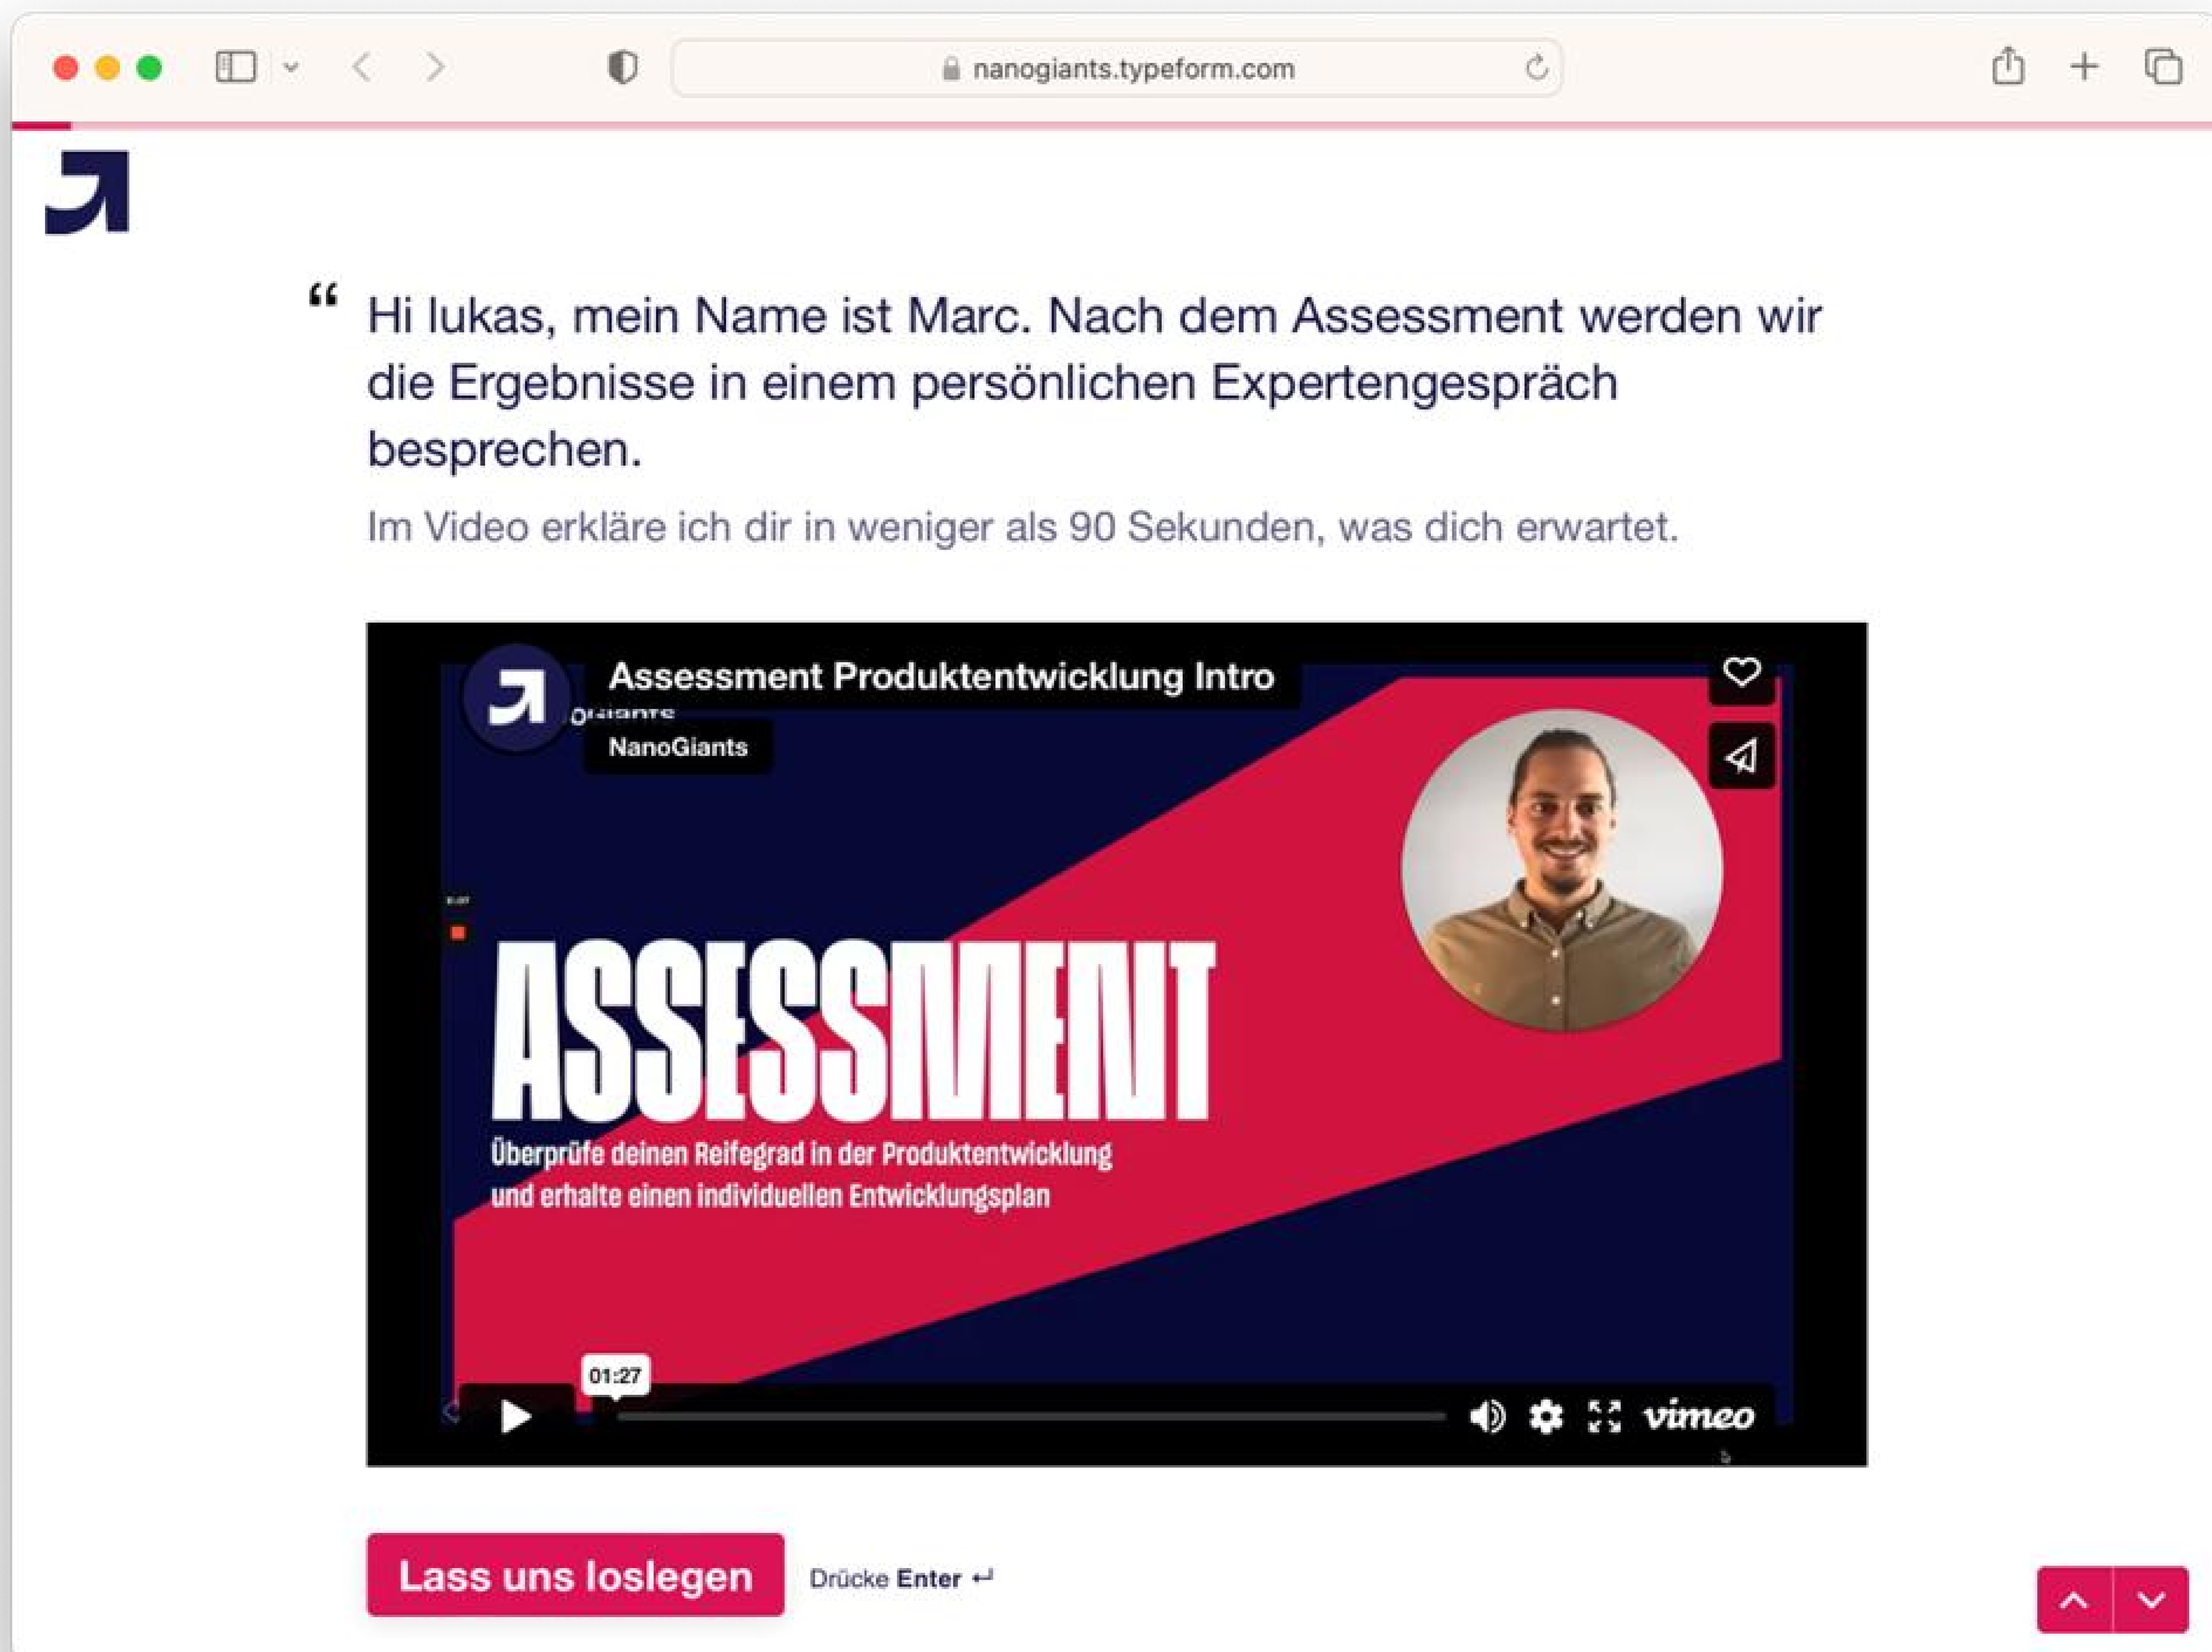 nanogiants.typeform.com
“ Hi lukas, mein Name ist Marc. Nach dem Assessment werden wir
die Ergebnisse in einem persönlichen Expertengespräch
besprechen.
Im Video erkläre ich dir in weniger als 90 Sekunden, was dich erwartet.
Assessment Produktentwicklung Intro
NanoGiants
ASSESSMENT
Überprüfe deinen Reifegrad in der Produktentwicklung
und erhalte einen individuellen Entwicklungsplan
01:27
vimeo
Lass uns loslegen
Drücke Enter ↵